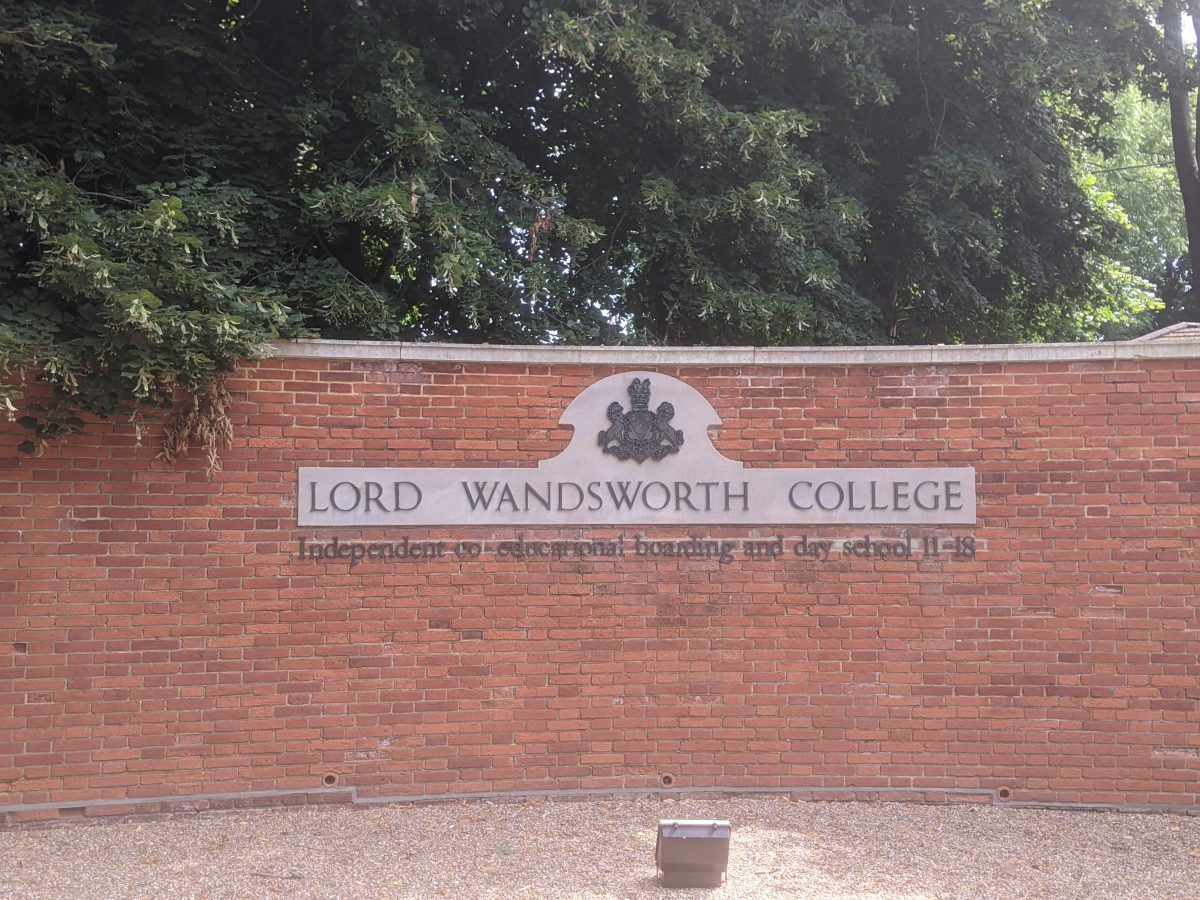 LORD WANDSWORTH COLLEGE
Independent co-educational boarding and day school 11-18